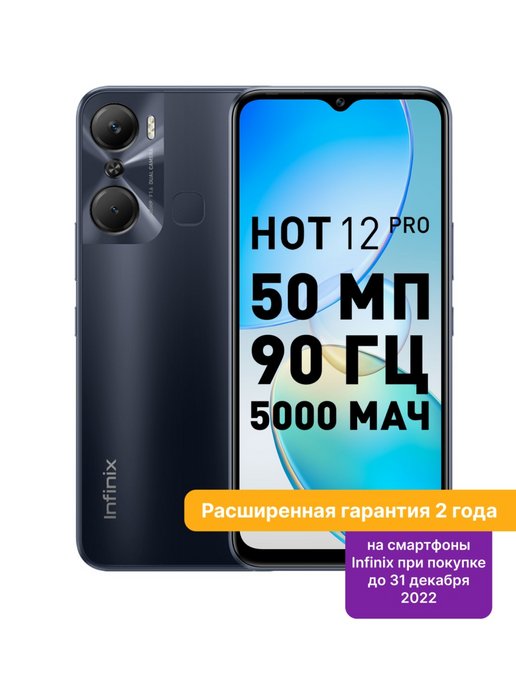 HOT 12 PRO
50 МП
90 ГЦ
5000 МАЧ
Infinix
Расширенная гарантия 2 года
на смартфоны
Infinix при покупке
до 31 декабря
2022